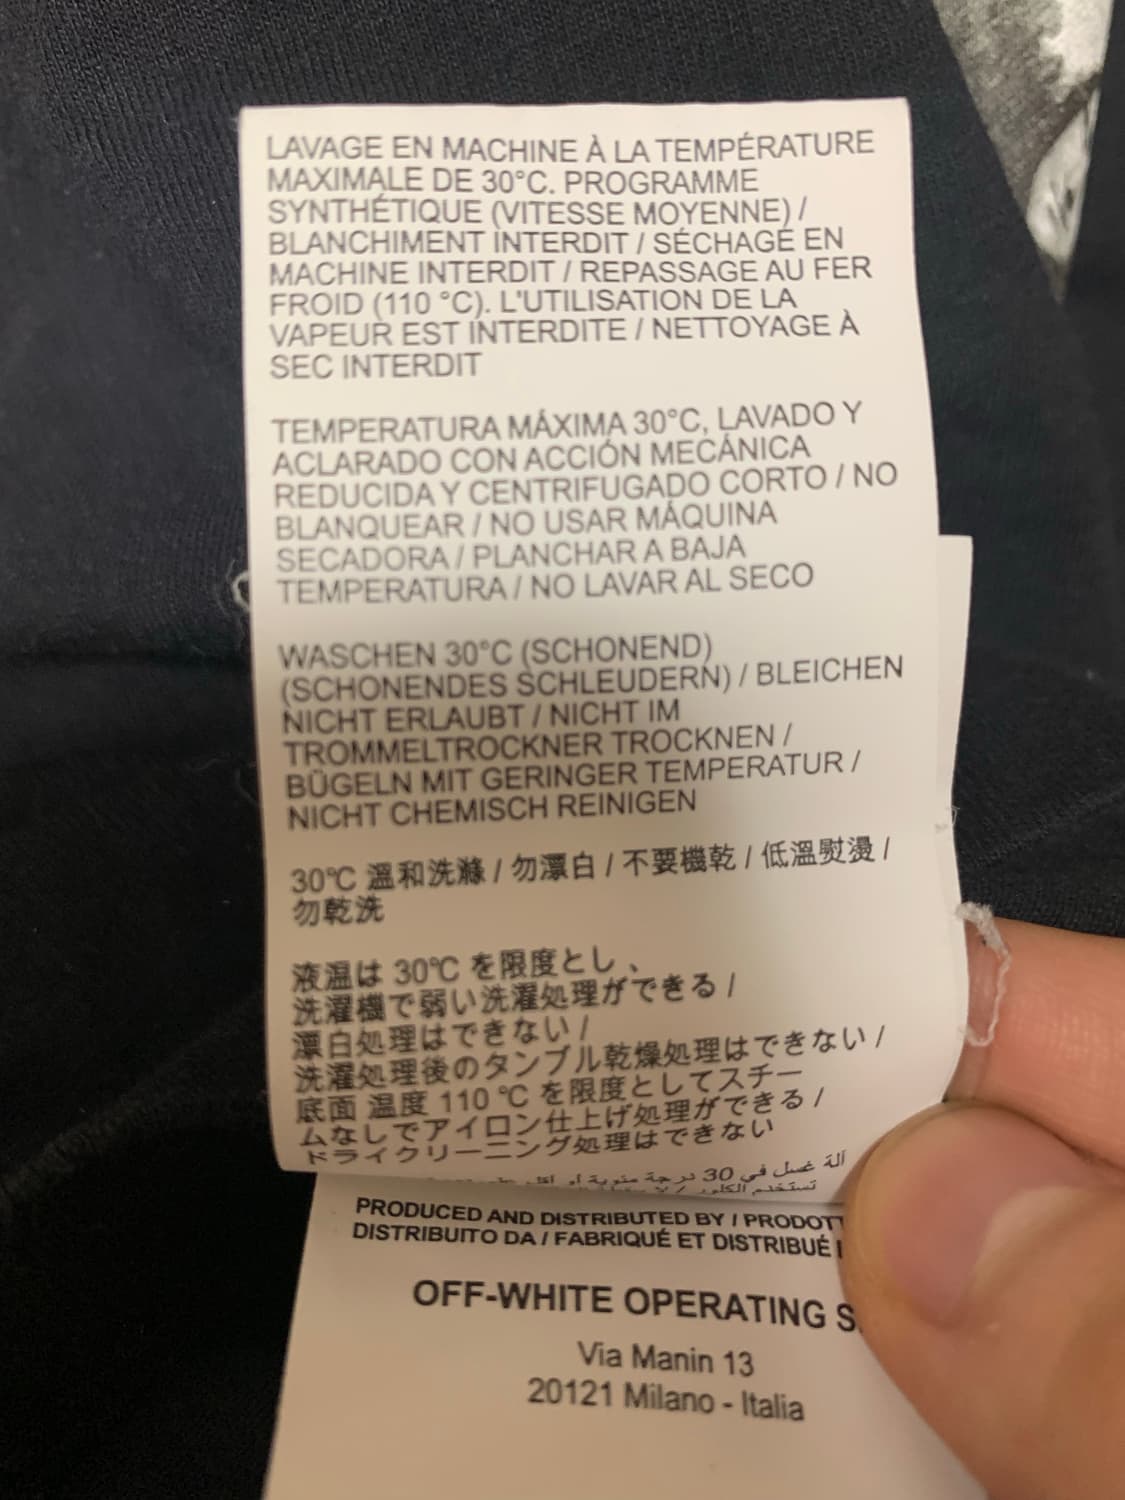 LAVAGE EN MACHINE À LA TEMPÉRATURE
MAXIMALE DE 30°C. PROGRAMME
SYNTHÉTIQUE (VITESSE MOYENNE) /
BLANCHIMENT INTERDIT / SÉCHAGE EN
MACHINE INTERDIT / REPASSAGE AU FER
FROID (110 °C). L'UTILISATION DE LA
VAPEUR EST INTERDITE / NETTOYAGE À
SEC INTERDIT
TEMPERATURA MÁXIMA 30°C, LAVADO Y
ACLARADO CON ACCIÓN MECÁNICA
REDUCIDA Y CENTRIFUGADO CORTO / NO
BLANQUEAR / NO USAR MÁQUINA
SECADORA / PLANCHAR A BAJA
TEMPERATURA / NO LAVAR AL SECO
WASCHEN 30°C (SCHONEND)
(SCHONENDES SCHLEUDERN) / BLEICHEN
NICHT ERLAUBT / NICHT IM
TROMMELTROCKNER TROCKNEN /
BÜGELN MIT GERINGER TEMPERATUR /
NICHT CHEMISCH REINIGEN
30℃ 溫和洗滌 / 勿漂白 / 不要機乾 / 低溫熨燙 /
勿乾洗
液温は 30℃ を限度とし、
洗濯機で弱い洗濯処理ができる /
漂白処理はできない /
洗濯処理後のタンブル乾燥処理はできない /
底面 温度 110 ℃ を限度としてスチー
ムなしでアイロン仕上げ処理ができる /
ドライクリーニング処理はできない
آلة غسل في 30 درجة مئوية أو أقل
تستخدم الكلور /
PRODUCED AND DISTRIBUTED BY / PRODOT
DISTRIBUITO DA / FABRIQUÉ ET DISTRIBUÉ
OFF-WHITE OPERATING S
Via Manin 13
20121 Milano - Italia